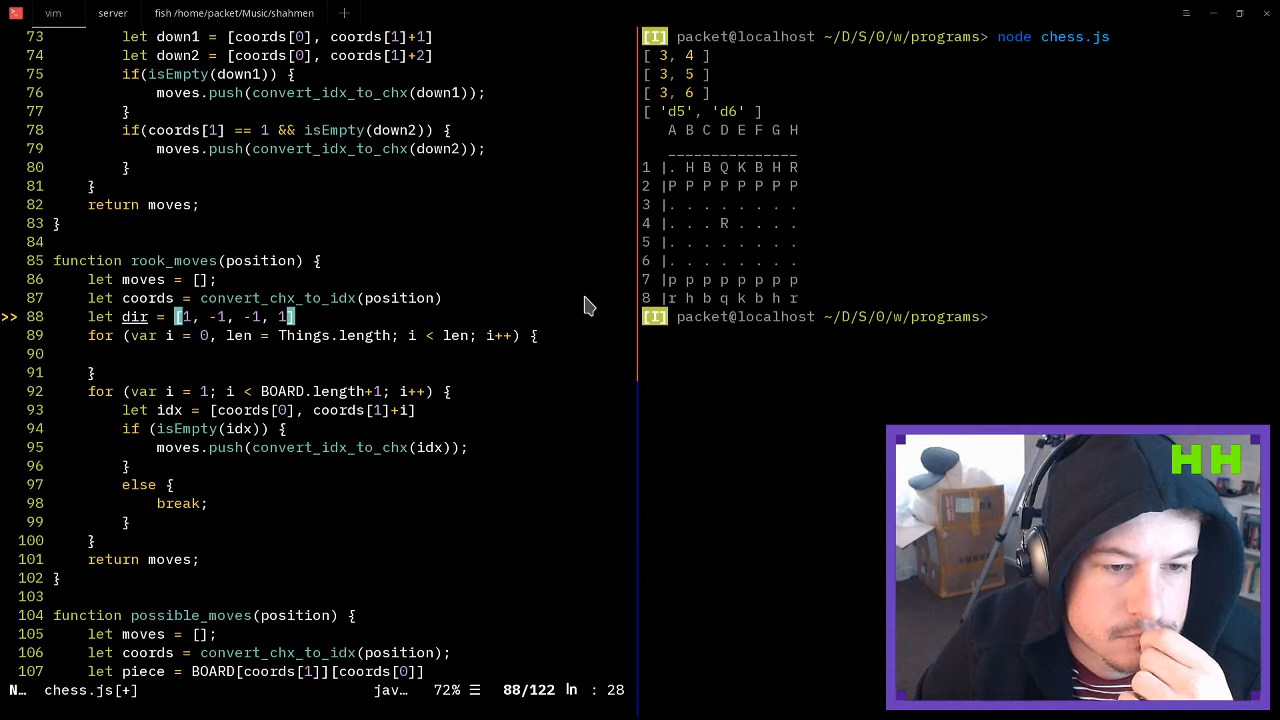 vim
server
fish /home/packet/Music/shahmen
73 let down1 = [coords[0], coords[1]+1]
74 let down2 = [coords[0], coords[1]+2]
75 if(isEmpty(down1)) {
76 moves.push(convert_idx_to_chx(down1));
77 }
78 if(coords[1] == 1 && isEmpty(down2)) {
79 moves.push(convert_idx_to_chx(down2));
80 }
81 }
82 return moves;
83 }
84
85 function rook_moves(position) {
86 let moves = [];
87 let coords = convert_chx_to_idx(position)
>> 88 let dir = [1, -1, -1, 1]
89 for (var i = 0, len = Things.length; i < len; i++) {
90
91 }
92 for (var i = 1; i < BOARD.length+1; i++) {
93 let idx = [coords[0], coords[1]+i]
94 if (isEmpty(idx)) {
95 moves.push(convert_idx_to_chx(idx));
96 }
97 else {
98 break;
99 }
100 }
101 return moves;
102 }
103
104 function possible_moves(position) {
105 let moves = [];
106 let coords = convert_chx_to_idx(position);
107 let piece = BOARD[coords[1]][coords[0]]
N… chess.js[+] jav… 72% ☰ 88/122 ln : 28
[I] packet@localhost ~/D/S/0/w/programs> node chess.js
[ 3, 4 ]
[ 3, 5 ]
[ 3, 6 ]
[ 'd5', 'd6' ]
A B C D E F G H
_______________
1 |. H B Q K B H R
2 |P P P P P P P P
3 |. . . . . . . .
4 |. . . R . . . .
5 |. . . . . . . .
6 |. . . . . . . .
7 |p p p p p p p p
8 |r h b q k b h r
[I] packet@localhost ~/D/S/0/w/programs>
HH